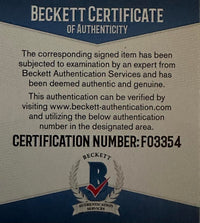 BECKETT CERTIFICATE
OF AUTHENTICITY
The corresponding signed item has been
subjected to examination by an expert from
Beckett Authentication Services and has
been deemed authentic and genuine.
This authentication can be verified by
visiting www.beckett-authentication.com
and utilizing the below authentication
number in the designated area.
CERTIFICATION NUMBER: F03354
BECKETT
B
AUTHENTICATION
SERVICES